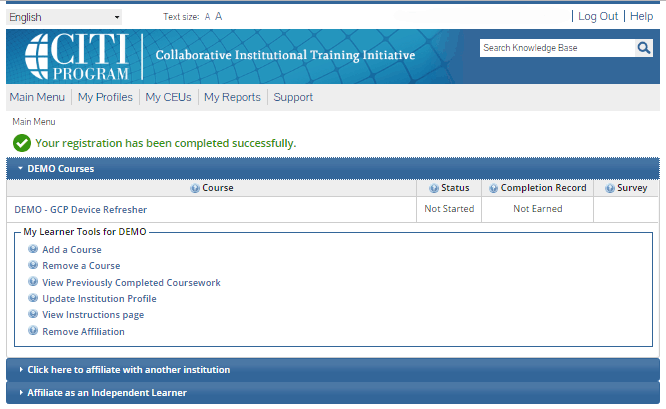 English Text size: A A Log Out Help
CITI PROGRAM Collaborative Institutional Training Initiative Search Knowledge Base
Main Menu My Profiles My CEUs My Reports Support
Main Menu
Your registration has been completed successfully.
DEMO Courses
Course Status Completion Record Survey
DEMO - GCP Device Refresher Not Started Not Earned
My Learner Tools for DEMO
Add a Course
Remove a Course
View Previously Completed Coursework
Update Institution Profile
View Instructions page
Remove Affiliation
Click here to affiliate with another institution
Affiliate as an Independent Learner